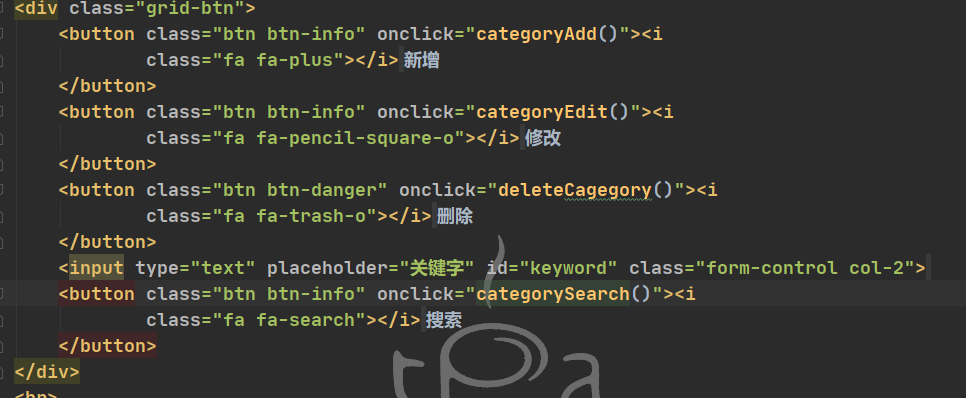 <div class="grid-btn">
<button class="btn btn-info" onclick="categoryAdd()"><i
class="fa fa-plus"></i> 新增
</button>
<button class="btn btn-info" onclick="categoryEdit()"><i
class="fa fa-pencil-square-o"></i> 修改
</button>
<button class="btn btn-danger" onclick="deleteCagegory()"><i
class="fa fa-trash-o"></i> 删除
</button>
<input type="text" placeholder="关键字" id="keyword" class="form-control col-2">
<button class="btn btn-info" onclick="categorySearch()"><i
class="fa fa-search"></i> 搜索
</button>
</div>